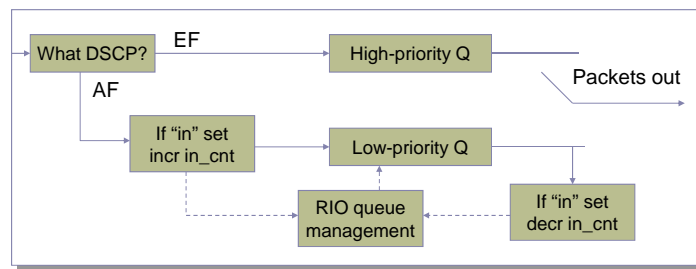 What DSCP?
EF
High-priority Q
Packets out
AF
If “in” set
incr in_cnt
Low-priority Q
RIO queue
management
If “in” set
decr in_cnt